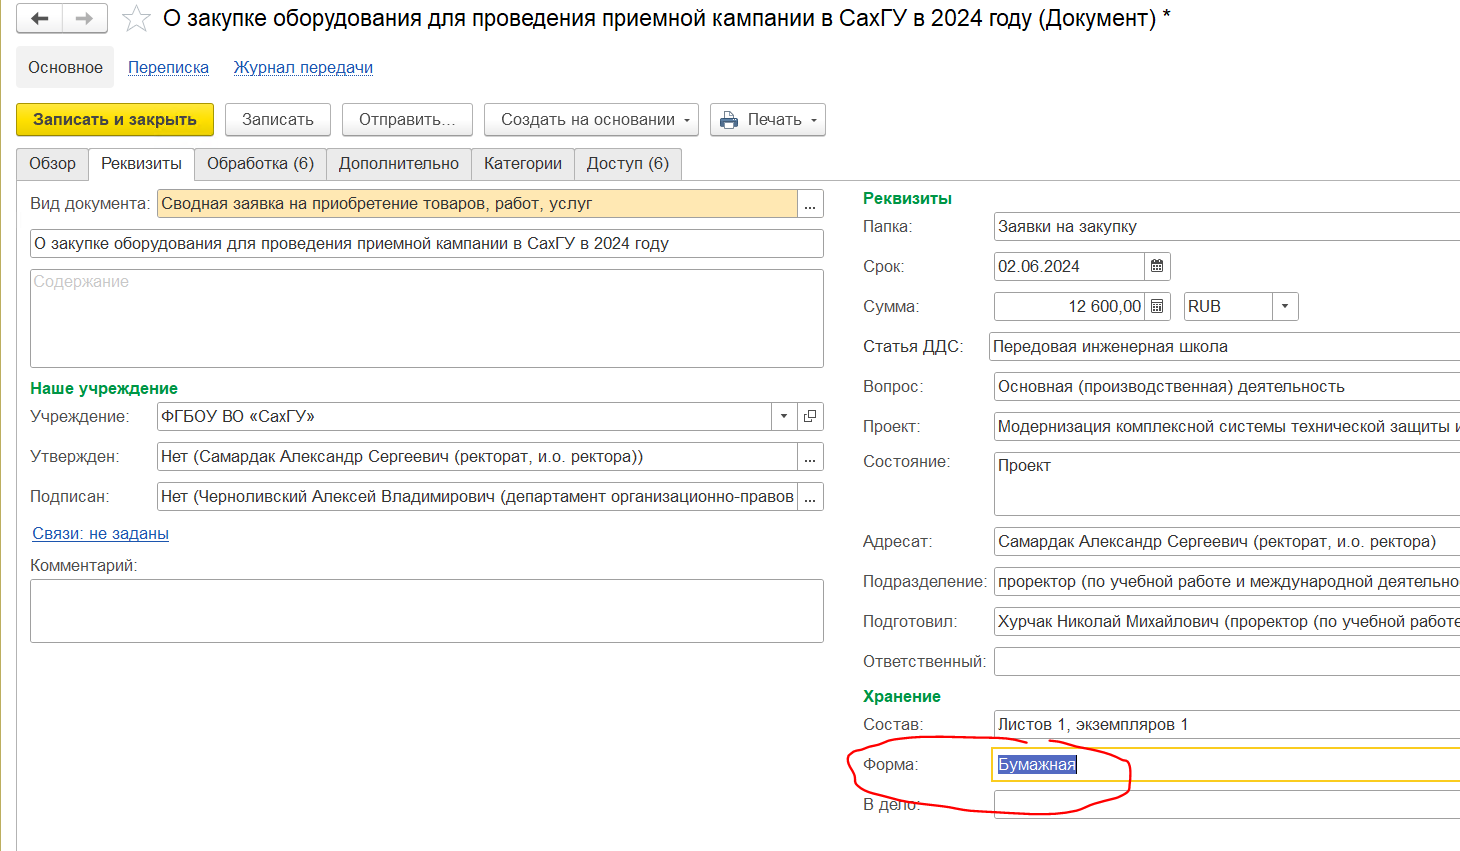 О закупке оборудования для проведения приемной кампании в СахГУ в 2024 году (Документ) *
Основное Переписка Журнал передачи
Записать и закрыть Записать Отправить... Создать на основании Печать
Обзор Реквизиты Обработка (6) Дополнительно Категории Доступ (6)
Вид документа: Сводная заявка на приобретение товаров, работ, услуг ...
О закупке оборудования для проведения приемной кампании в СахГУ в 2024 году
Содержание
Наше учреждение
Учреждение: ФГБОУ ВО «СахГУ»
Утвержден: Нет (Самардак Александр Сергеевич (ректорат, и.о. ректора)) ...
Подписан: Нет (Черноливский Алексей Владимирович (департамент организационно-правов ...
Связи: не заданы
Комментарий:
Реквизиты
Папка: Заявки на закупку
Срок: 02.06.2024
Сумма: 12 600,00 RUB
Статья ДДС: Передовая инженерная школа
Вопрос: Основная (производственная) деятельность
Проект: Модернизация комплексной системы технической защиты и
Состояние: Проект
Адресат: Самардак Александр Сергеевич (ректорат, и.о. ректора)
Подразделение: проректор (по учебной работе и международной деятельно
Подготовил: Хурчак Николай Михайлович (проректор (по учебной работе
Ответственный:
Хранение
Состав: Листов 1, экземпляров 1
Форма: Бумажная
В дело: